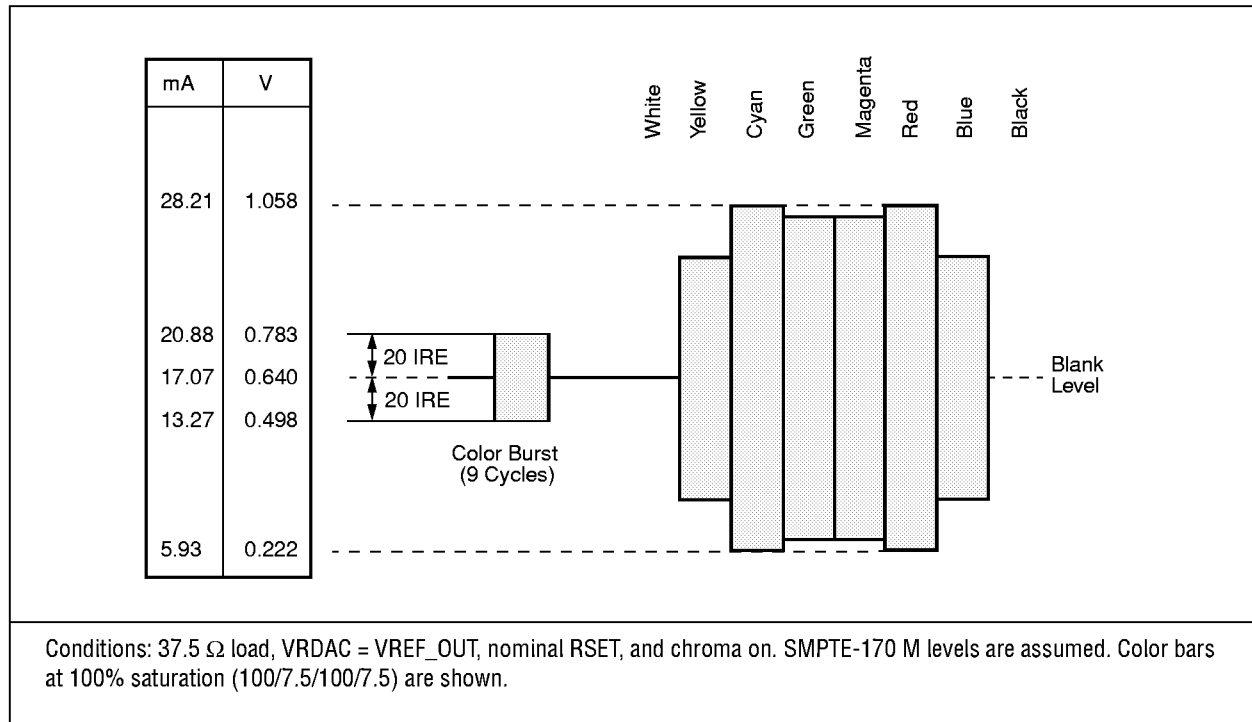 mA V
White
Yellow
Cyan
Green
Magenta
Red
Blue
Black
28.21 1.058
20.88 0.783
20 IRE
17.07 0.640
Blank
Level
20 IRE
13.27 0.498
Color Burst
(9 Cycles)
5.93 0.222
Conditions: 37.5 Ω load, VRDAC = VREF_OUT, nominal RSET, and chroma on. SMPTE-170 M levels are assumed. Color bars
at 100% saturation (100/7.5/100/7.5) are shown.